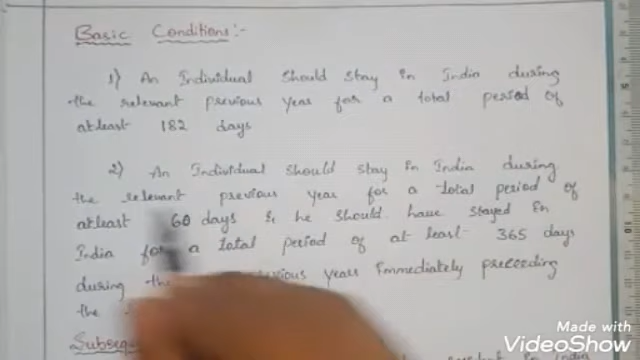 Basic Conditions:-
1) An Individual should stay in India during
the relevant previous year for a total period of
atleast 182 days
2) An Individual should stay in India during
the relevant previous year for a total period of
atleast 60 days & he should have stayed in
India for a total period of at least 365 days
during the previous years immediately preceeding
the
Subseq
India
Made with
VideoShow